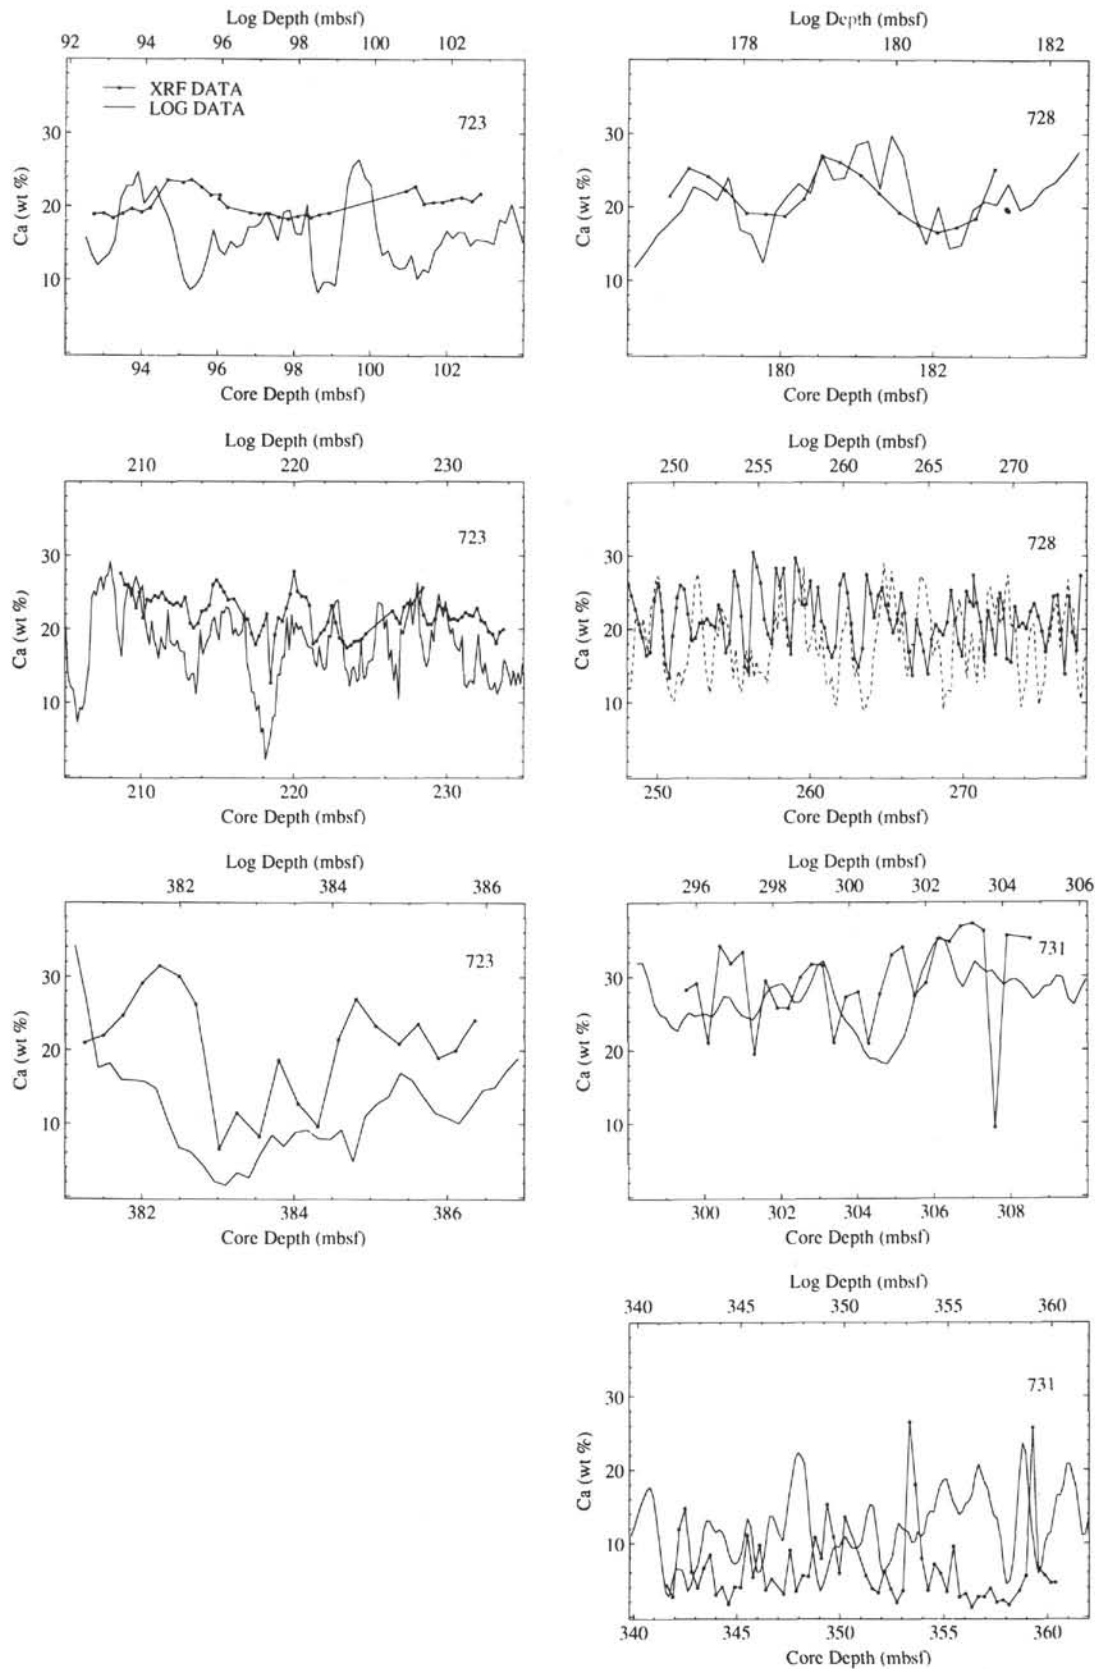 Log Depth (mbsf)
92 94 95 96 98 100 102
XRF DATA
LOG DATA
723
Ca (wt %)
30
20
10
94 96 98 100 102
Core Depth (mbsf)
Log Depth (mbsf)
178 180 182
728
Ca (wt %)
30
20
10
180 182
Core Depth (mbsf)
Log Depth (mbsf)
210 220 230
723
Ca (wt %)
30
20
10
210 220 230
Core Depth (mbsf)
Log Depth (mbsf)
250 255 260 265 270
728
Ca (wt %)
30
20
10
250 260 270
Core Depth (mbsf)
Log Depth (mbsf)
382 384 386
723
Ca (wt %)
30
20
10
382 384 386
Core Depth (mbsf)
Log Depth (mbsf)
296 298 300 302 304 306
731
Ca (wt %)
30
20
10
300 302 304 306 308
Core Depth (mbsf)
Log Depth (mbsf)
340 345 350 355 360
731
Ca (wt %)
30
20
10
340 345 350 355 360
Core Depth (mbsf)